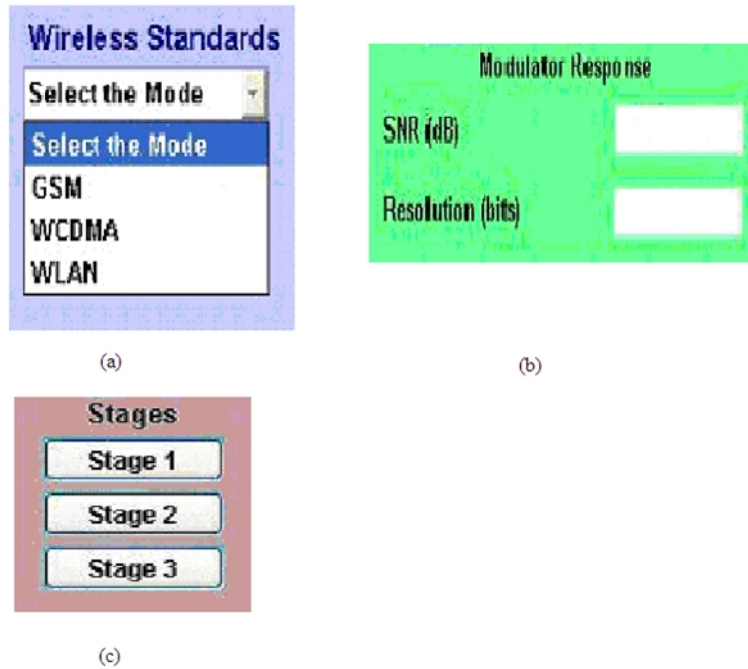 Wireless Standards
Select the Mode
Select the Mode
GSM
WCDMA
WLAN
(a)
Modulator Response
SNR (dB)
Resolution (bits)
(b)
Stages
Stage 1
Stage 2
Stage 3
(c)